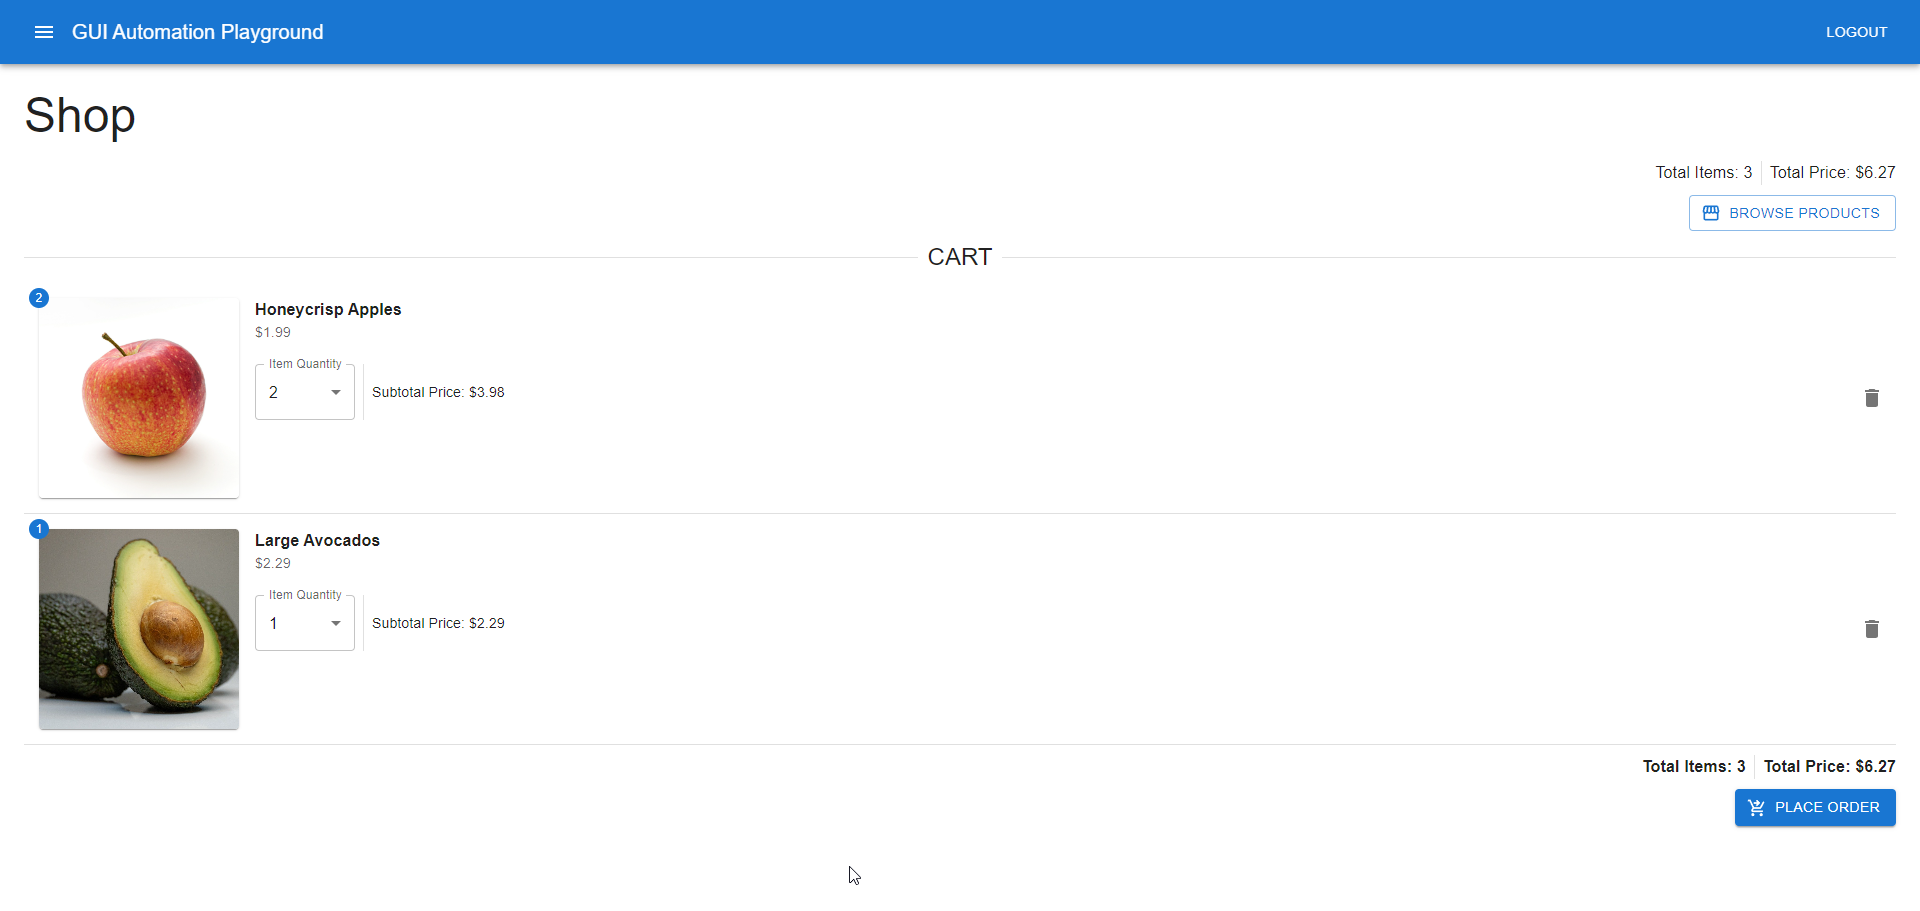 GUI Automation Playground
LOGOUT
Shop
Total Items: 3
Total Price: $6.27
BROWSE PRODUCTS
CART
2
Honeycrisp Apples
$1.99
Item Quantity
2
Subtotal Price: $3.98
1
Large Avocados
$2.29
Item Quantity
1
Subtotal Price: $2.29
Total Items: 3
Total Price: $6.27
PLACE ORDER